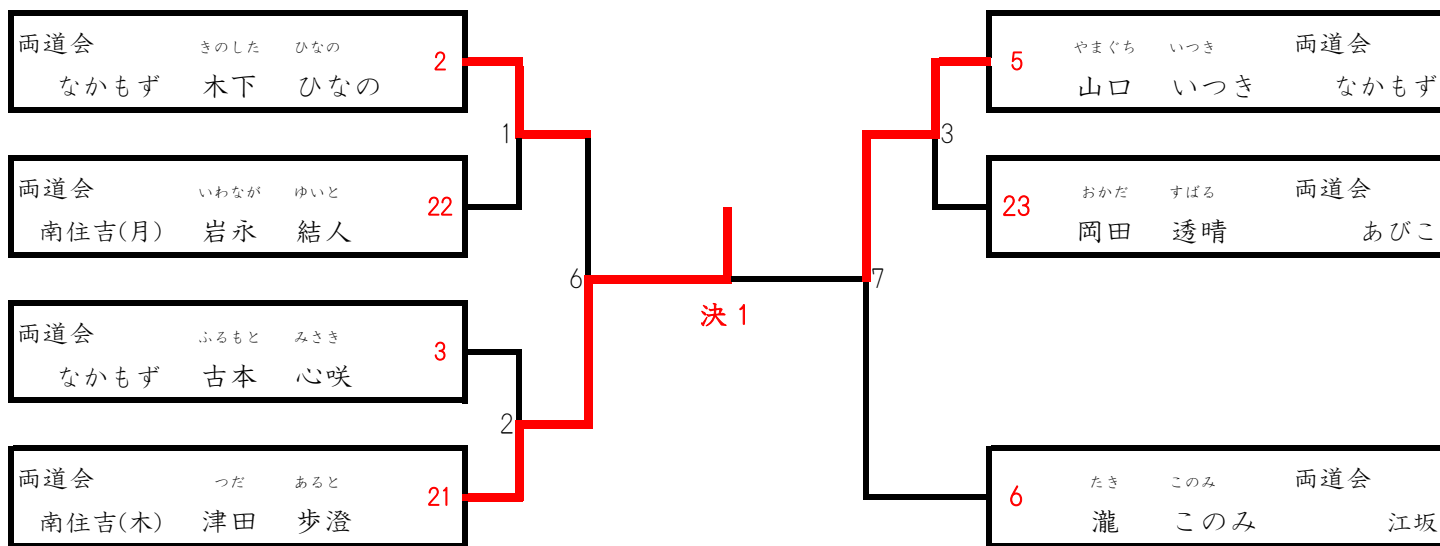 両道会 きのした ひなの
なかもず 木下 ひなの 2
両道会 いわなが ゆいと
南住吉(月) 岩永 結人 22
両道会 ふるもと みさき
なかもず 古本 心咲 3
両道会 つだ あると
南住吉(木) 津田 歩澄 21
1
2
6
決 1
7
3
やまぐち いつき 両道会
5 山口 いつき なかもず
おかだ すばる 両道会
23 岡田 透晴 あびこ
たき このみ 両道会
6 瀧 このみ 江坂